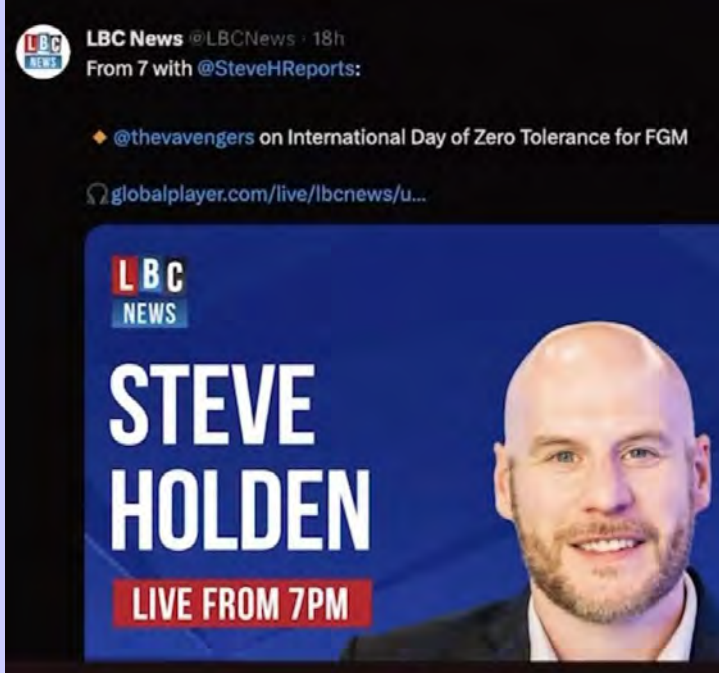 LBC NEWS
LBC News @LBCNews · 18h
From 7 with @SteveHReports:
🔸 @thevavengers on International Day of Zero Tolerance for FGM
🎧globalplayer.com/live/lbcnews/u...
LBC
NEWS
STEVE
HOLDEN
LIVE FROM 7PM